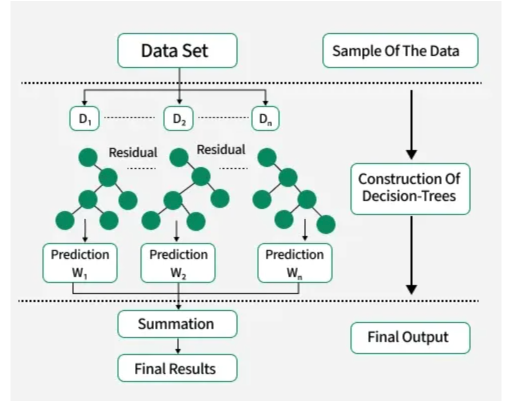 Data Set
Sample Of The Data
D1
D2
Dn
Residual
Residual
Construction Of
Decision-Trees
Prediction
W1
Prediction
W2
Prediction
Wn
Summation
Final Output
Final Results